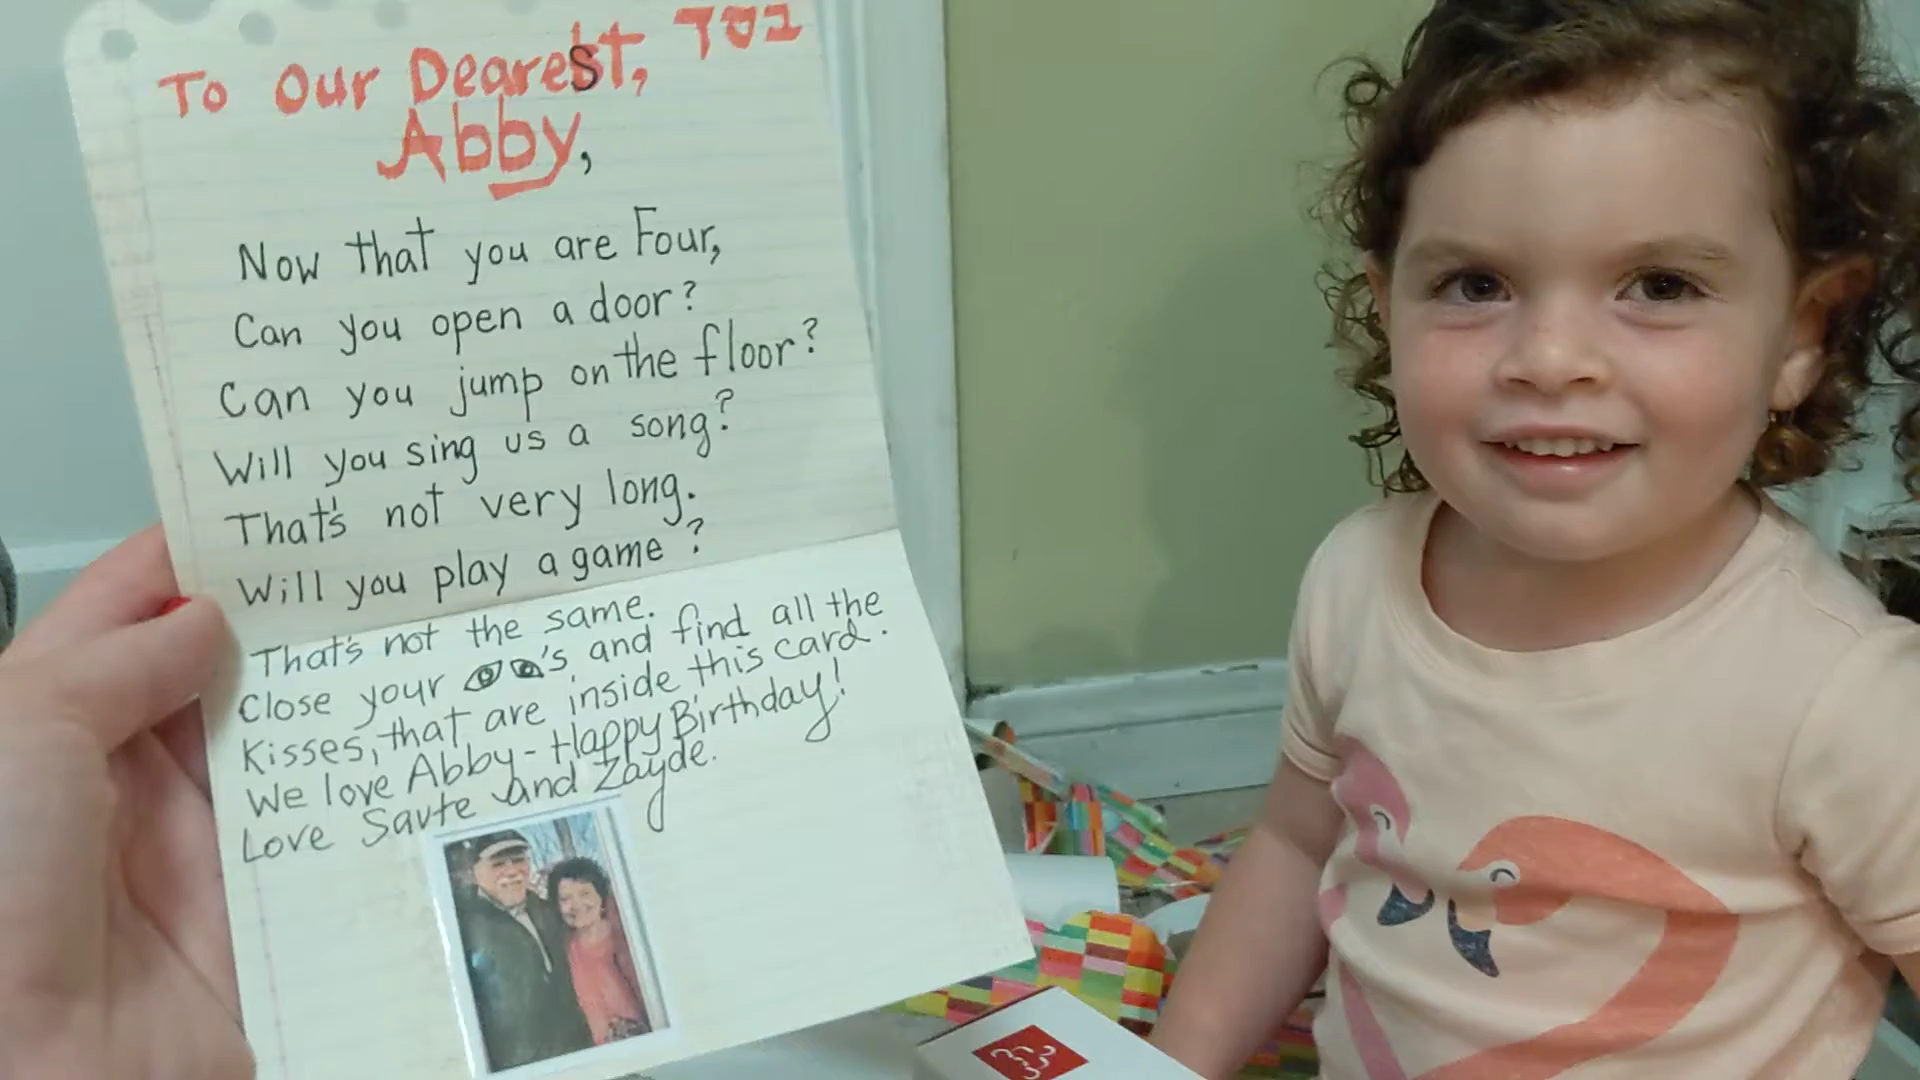 To Our Dearest,
Abby,
Now that you are Four,
Can you open a door?
Can you jump on the floor?
Will you sing us a song?
That's not very long.
Will you play a game?
That's not the same.
Close your 's, and find all the
Kisses, that are inside this card.
We love Abby - Happy Birthday!
Love Savte and Zayde.